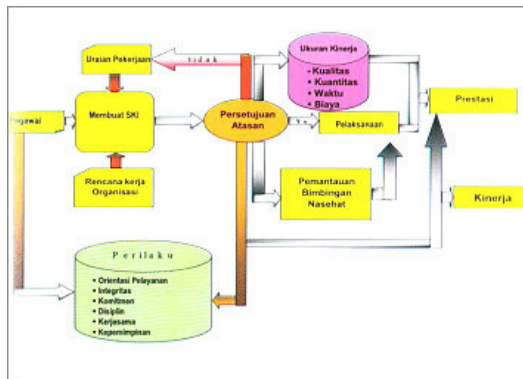 Uraian Pekerjaan
tidak
Ukuran Kinerja
Kualitas
Kuantitas
Waktu
Biaya
Membuat SKI
Persetujuan
Atasan
Pelaksanaan
Prestasi
Rencana kerja
Organisasi
Pemantauan
Bimbingan
Nasehat
Kinerja
Perilaku
Orientasi Pelayanan
Integritas
Komitmen
Disiplin
Kerjasama
Kepemimpinan